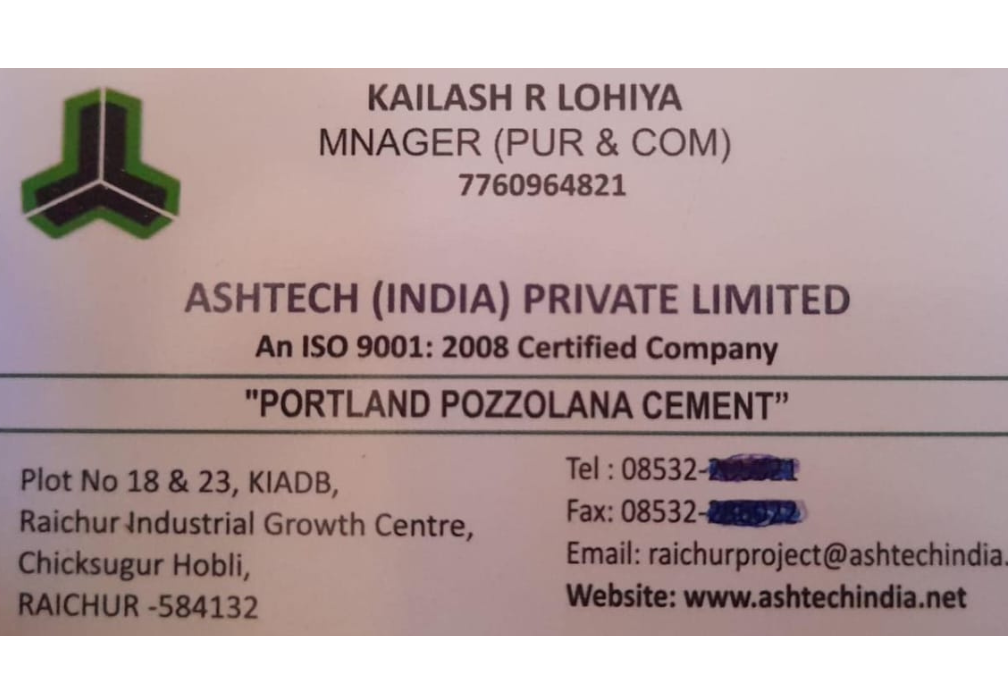 KAILASH R LOHIYA
MNAGER (PUR & COM)
7760964821
ASHTECH (INDIA) PRIVATE LIMITED
An ISO 9001: 2008 Certified Company
"PORTLAND POZZOLANA CEMENT”
Plot No 18 & 23, KIADB,
Raichur Industrial Growth Centre,
Chicksugur Hobli,
RAICHUR -584132
Tel : 08532-
Fax: 08532-
Email: raichurproject@ashtechindia.
Website: www.ashtechindia.net